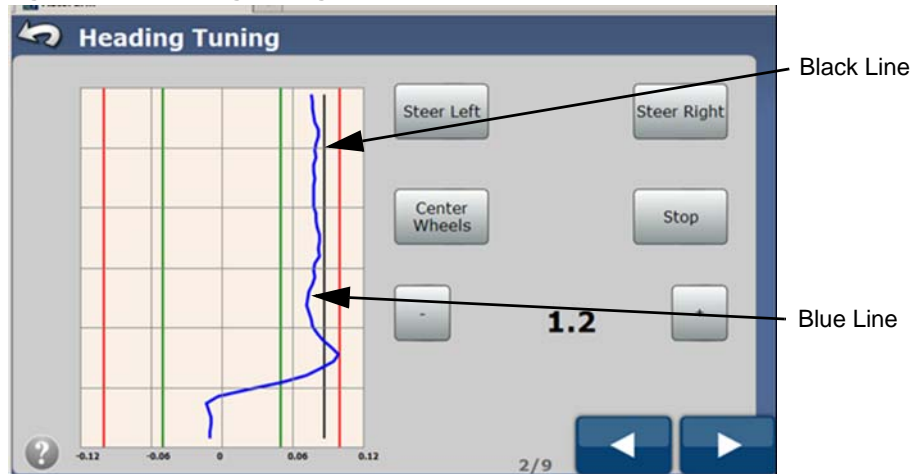 Heading Tuning
Black Line
Steer Left
Steer Right
Center
Wheels
Stop
-
1.2
+
Blue Line
?
-0.12
-0.06
0
0.06
0.12
2/9